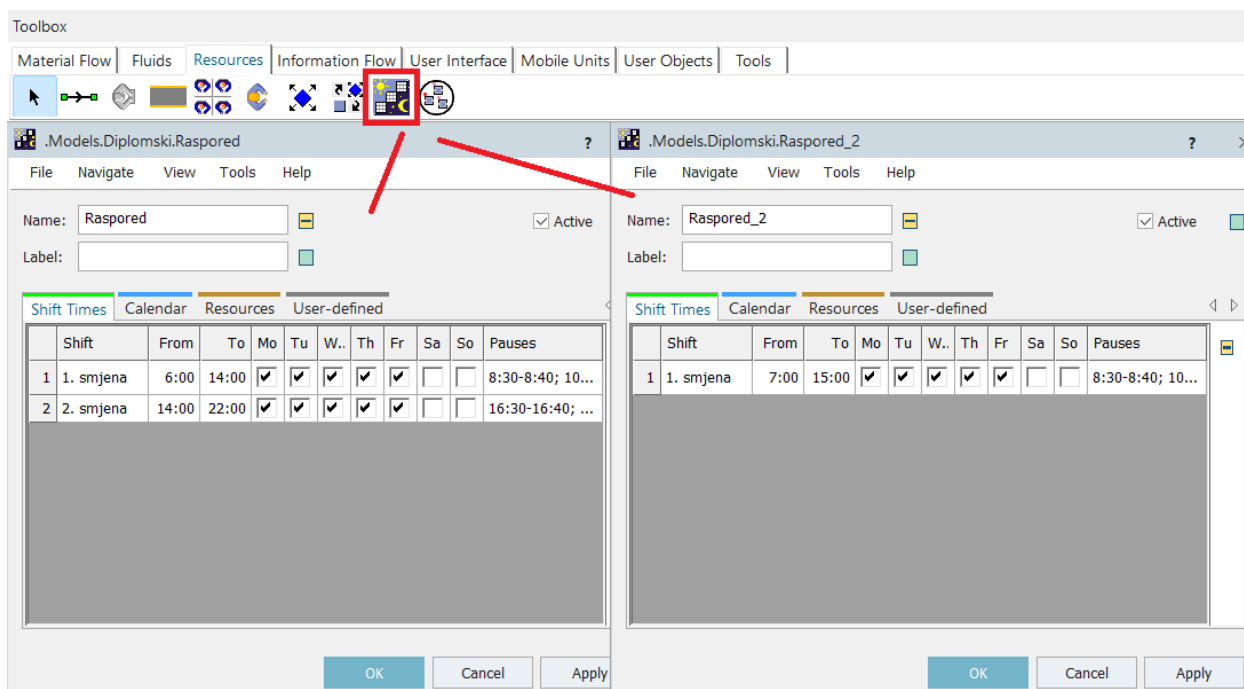 Toolbox
Material Flow Fluids Resources Information Flow User Interface Mobile Units User Objects Tools
.Models.Diplomski.Raspored ?
File Navigate View Tools Help
Name: Raspored Active
Label:
Shift Times Calendar Resources User-defined
Shift From To Mo Tu W.. Th Fr Sa So Pauses
1 1. smjena 6:00 14:00 8:30-8:40; 10...
2 2. smjena 14:00 22:00 16:30-16:40; ...
OK Cancel Apply
.Models.Diplomski.Raspored_2 ?
File Navigate View Tools Help
Name: Raspored_2 Active
Label:
Shift Times Calendar Resources User-defined
Shift From To Mo Tu W.. Th Fr Sa So Pauses
1 1. smjena 7:00 15:00 8:30-8:40; 10...
OK Cancel Apply